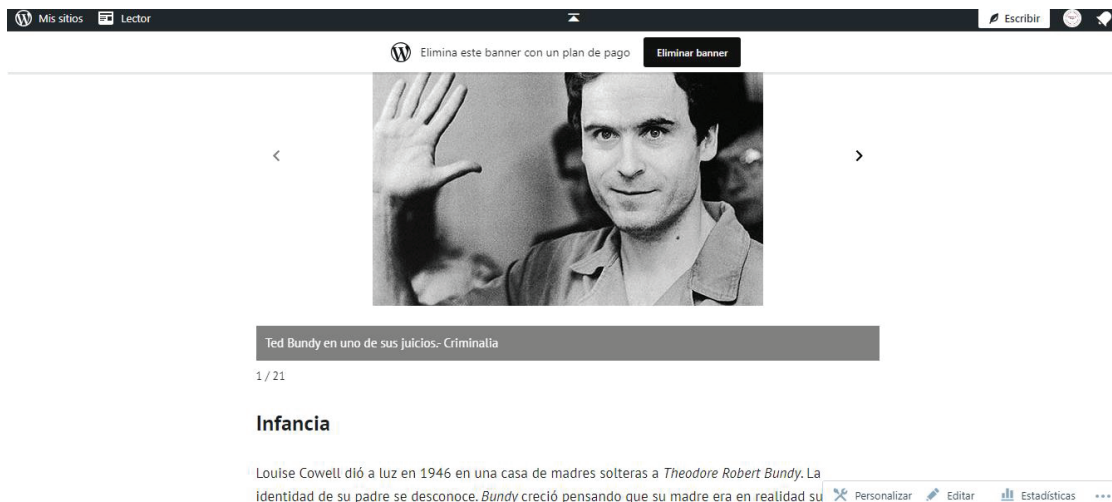 Mis sitios Lector Escribir
Elimina este banner con un plan de pago Eliminar banner
Ted Bundy en uno de sus juicios.- Criminalia
1 / 21
Infancia
Louise Cowell dió a luz en 1946 en una casa de madres solteras a Theodore Robert Bundy. La
identidad de su padre se desconoce. Bundy creció pensando que su madre era en realidad su
Personalizar Editar Estadísticas ...